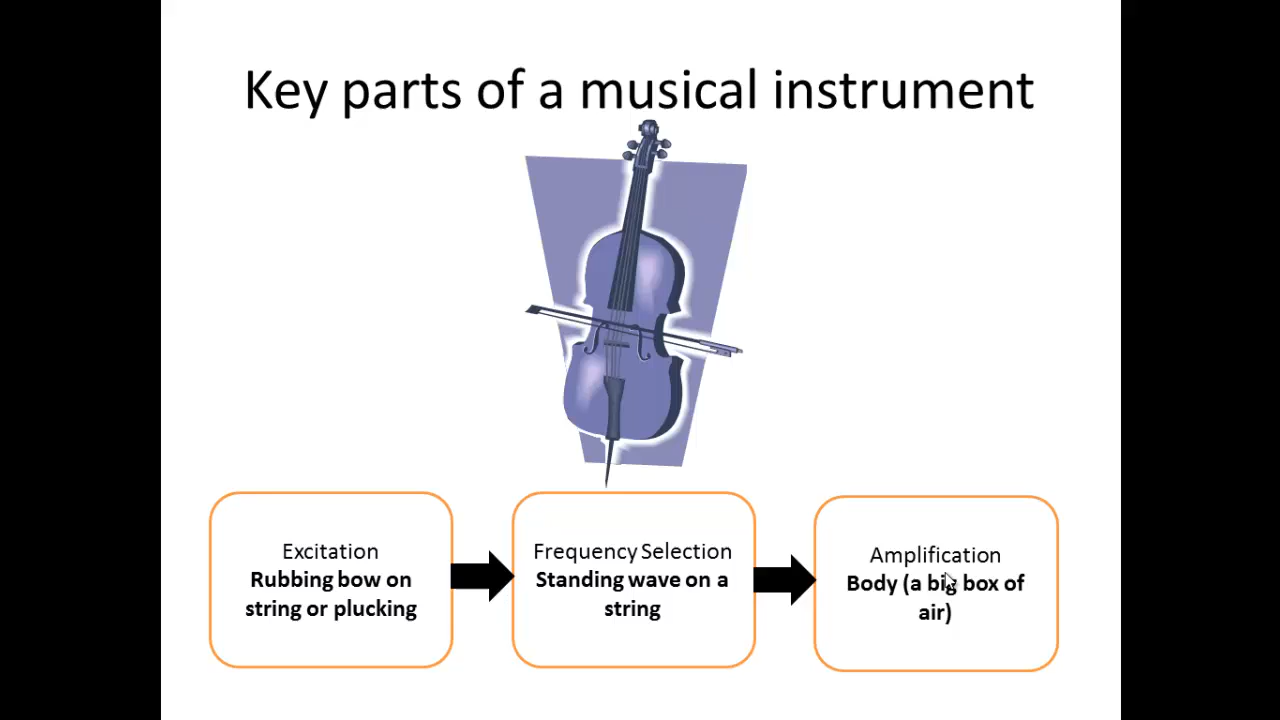 Key parts of a musical instrument
Excitation
Rubbing bow on
string or plucking
Frequency Selection
Standing wave on a
string
Amplification
Body (a big box of
air)